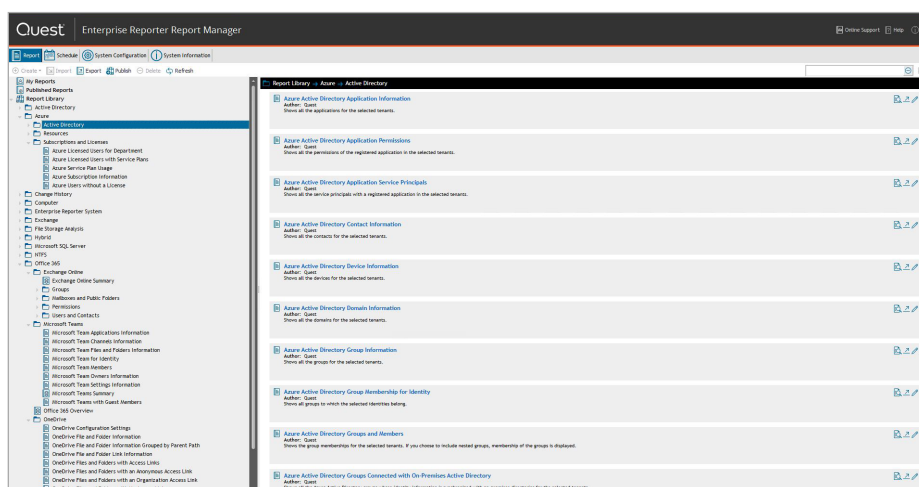 Quest
Enterprise Reporter Report Manager
Online Support
Help
Report
Schedule
System Configuration
System Information
Create
Import
Export
Publish
Delete
Refresh
My Reports
Published Reports
Report Library
Active Directory
Azure
Active Directory
Resources
Subscriptions and Licenses
Azure Licensed Users for Department
Azure Licensed Users with Service Plans
Azure Service Plan Usage
Azure Subscription Information
Azure Users without a License
Change History
Computer
Enterprise Reporter System
Exchange
File Storage Analysis
Hybrid
Microsoft SQL Server
NTFS
Office 365
Exchange Online
Exchange Online Summary
Groups
Mailboxes and Public Folders
Permissions
Users and Contacts
Microsoft Teams
Microsoft Team Applications Information
Microsoft Team Channels Information
Microsoft Team Files and Folders Information
Microsoft Team for Identity
Microsoft Team Members
Microsoft Team Owners Information
Microsoft Team Settings Information
Microsoft Teams Summary
Microsoft Teams with Guest Members
Office 365 Overview
OneDrive
OneDrive Configuration Settings
OneDrive File and Folder Information
OneDrive File and Folder Information Grouped by Parent Path
OneDrive File and Folder Link Information
OneDrive Files and Folders with Access Links
OneDrive Files and Folders with an Anonymous Access Link
OneDrive Files and Folders with an Organization Access Link
Report Library → Azure → Active Directory
Azure Active Directory Application Information
Author: Quest
Shows all the applications for the selected tenants.
Azure Active Directory Application Permissions
Author: Quest
Shows all the permissions of the registered application in the selected tenants.
Azure Active Directory Application Service Principals
Author: Quest
Shows all the service principals with a registered application in the selected tenants.
Azure Active Directory Contact Information
Author: Quest
Shows all the contacts for the selected tenants.
Azure Active Directory Device Information
Author: Quest
Shows all the devices for the selected tenants.
Azure Active Directory Domain Information
Author: Quest
Shows all the domains for the selected tenants.
Azure Active Directory Group Information
Author: Quest
Shows all the groups for the selected tenants.
Azure Active Directory Group Membership for Identity
Author: Quest
Shows all groups to which the selected identities belong.
Azure Active Directory Groups and Members
Author: Quest
Shows the group memberships for the selected tenants. If you choose to include nested groups, membership of the groups is displayed.
Azure Active Directory Groups Connected with On-Premises Active Directory
Author: Quest